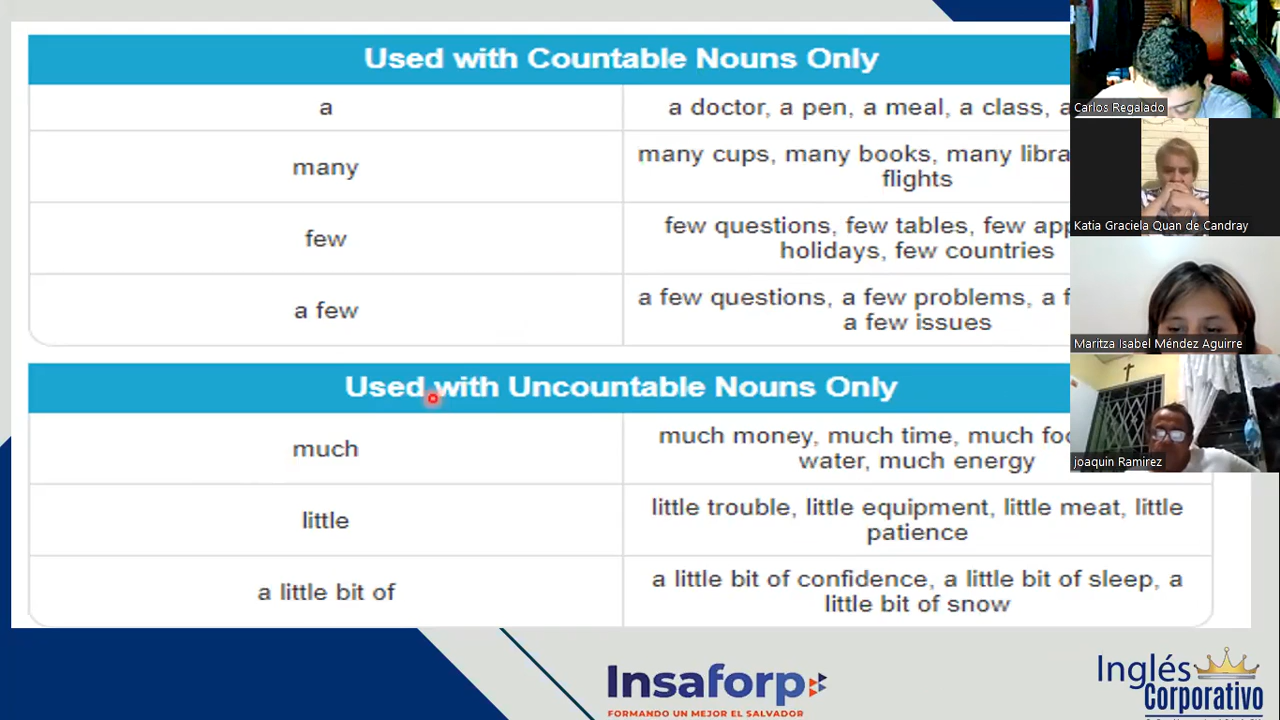 Used with Countable Nouns Only
a
a doctor, a pen, a meal, a class, a
many
many cups, many books, many
flights
few
few questions, few tables, few
holidays, few countries
a few
a few questions, a few problems, a
a few issues
Used with Uncountable Nouns Only
much
much money, much time, much
water, much energy
little
little trouble, little equipment, little meat, little
patience
a little bit of
a little bit of confidence, a little bit of sleep, a
little bit of snow
Carlos Regalado
Katia Graciela Quan de Candray
Maritza Isabel Méndez Aguirre
joaquin Ramirez
Insaforp
FORMANDO UN MEJOR EL SALVADOR
Inglés
Corporativo